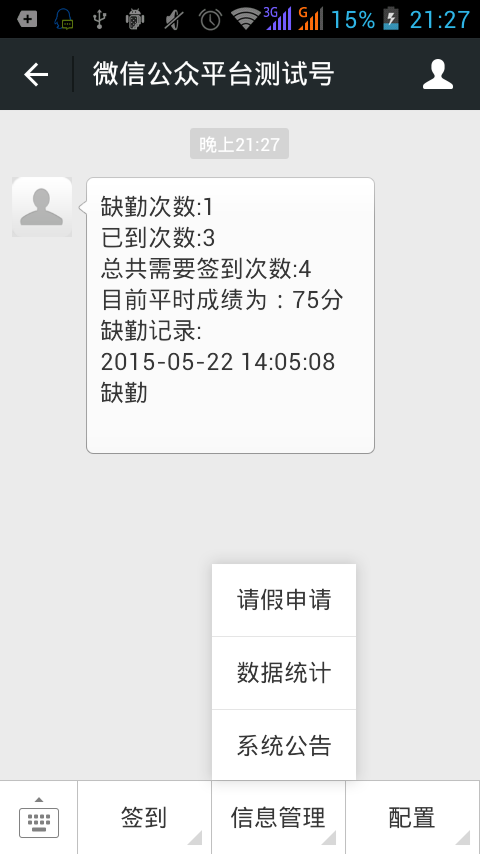 3G G 15% 21:27
微信公众平台测试号
晚上21:27
缺勤次数:1
已到次数:3
总共需要签到次数:4
目前平时成绩为：75分
缺勤记录:
2015-05-22 14:05:08
缺勤
请假申请
数据统计
系统公告
签到 信息管理 配置